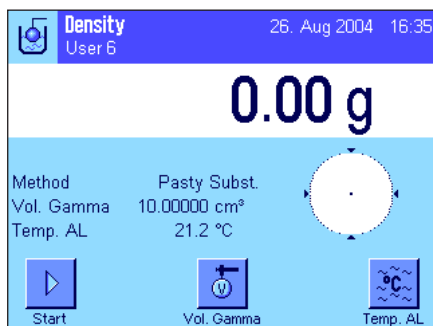 Density 26. Aug 2004 16:35
User 6
0.00 g
Method Pasty Subst.
Vol. Gamma 10.00000 cm³
Temp. AL 21.2 °C
V °C
Start Vol. Gamma Temp. AL